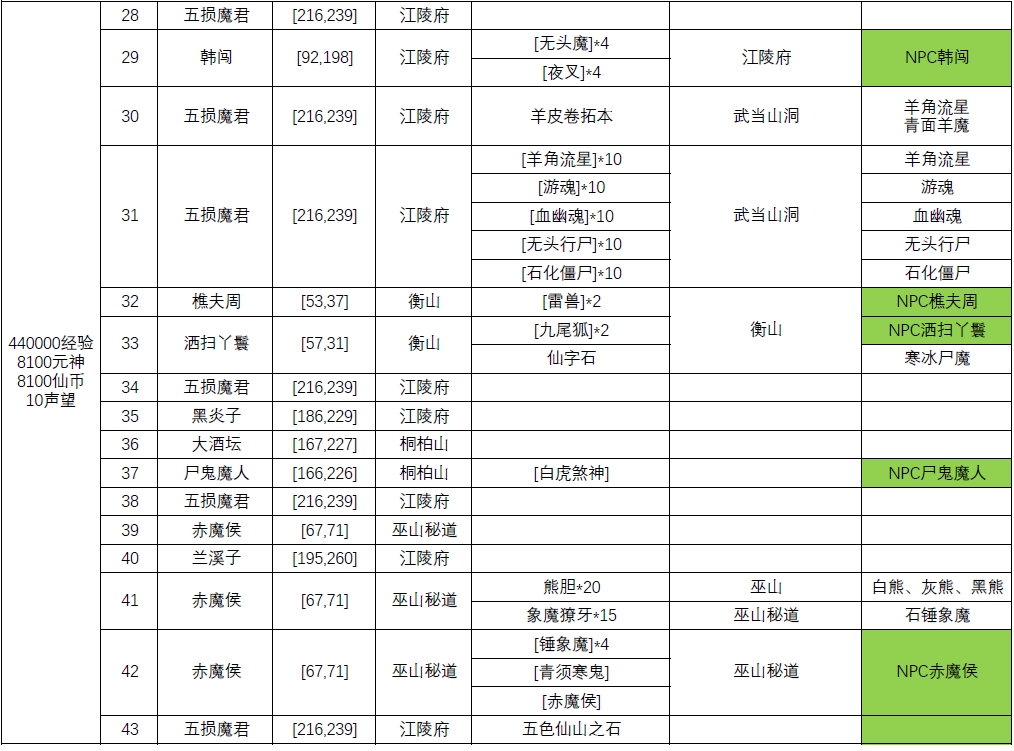 28 五损魔君 [216,239] 江陵府
29 韩闯 [92,198] 江陵府 [无头魔]*4 江陵府 NPC韩闯
[夜叉]*4
30 五损魔君 [216,239] 江陵府 羊皮卷拓本 武当山洞 羊角流星
青面羊魔
31 五损魔君 [216,239] 江陵府 [羊角流星]*10 武当山洞 羊角流星
[游魂]*10 游魂
[血幽魂]*10 血幽魂
[无头行尸]*10 无头行尸
[石化僵尸]*10 石化僵尸
440000经验
8100元神
8100仙币
10声望
32 樵夫周 [53,37] 衡山 [雷兽]*2 衡山 NPC樵夫周
33 洒扫丫鬟 [57,31] 衡山 [九尾狐]*2 NPC洒扫丫鬟
仙字石 寒冰尸魔
34 五损魔君 [216,239] 江陵府
35 黑炎子 [186,229] 江陵府
36 大酒坛 [167,227] 桐柏山
37 尸鬼魔人 [166,226] 桐柏山 [白虎煞神] NPC尸鬼魔人
38 五损魔君 [216,239] 江陵府
39 赤魔侯 [67,71] 巫山秘道
40 兰溪子 [195,260] 江陵府
41 赤魔侯 [67,71] 巫山秘道 熊胆*20 巫山 白熊、灰熊、黑熊
象魔獠牙*15 巫山秘道 石锤象魔
42 赤魔侯 [67,71] 巫山秘道 [锤象魔]*4 巫山秘道 NPC赤魔侯
[青须寒鬼]
[赤魔侯]
43 五损魔君 [216,239] 江陵府 五色仙山之石